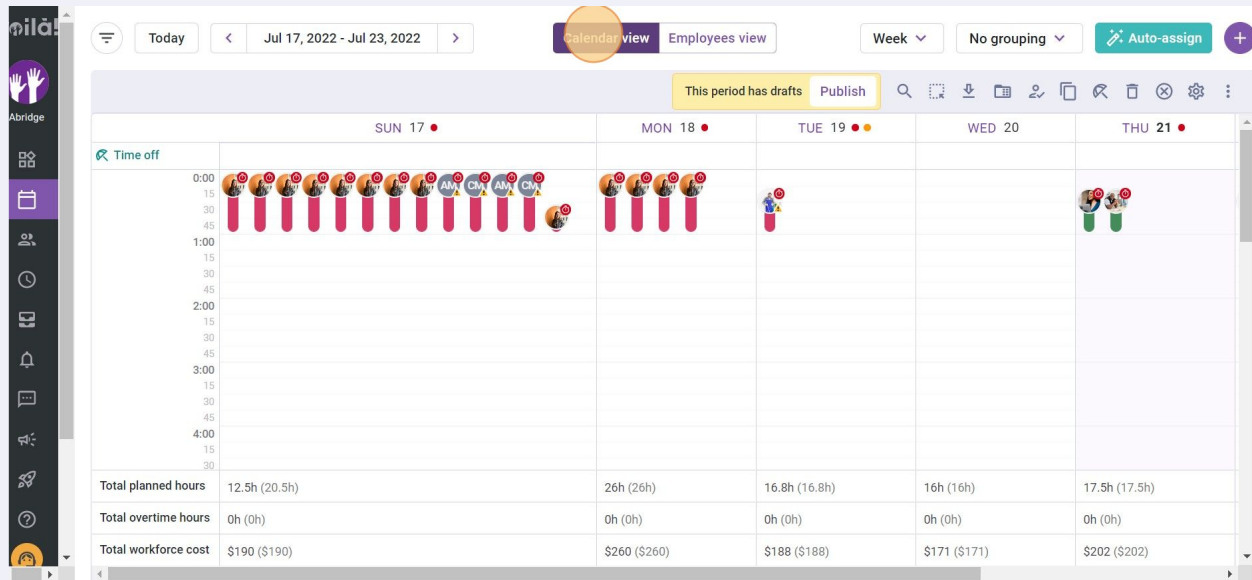 oilă!
Today
Jul 17, 2022 - Jul 23, 2022
Calendar view
Employees view
Week
No grouping
Auto-assign
Abridge
This period has drafts
Publish
SUN 17
MON 18
TUE 19
WED 20
THU 21
Time off
0:00
15
30
45
1:00
15
30
45
2:00
15
30
45
3:00
15
30
45
4:00
15
30
AM
CM
AM
CM
Total planned hours 12.5h (20.5h) 26h (26h) 16.8h (16.8h) 16h (16h) 17.5h (17.5h)
Total overtime hours 0h (0h) 0h (0h) 0h (0h) 0h (0h) 0h (0h)
Total workforce cost $190 ($190) $260 ($260) $188 ($188) $171 ($171) $202 ($202)